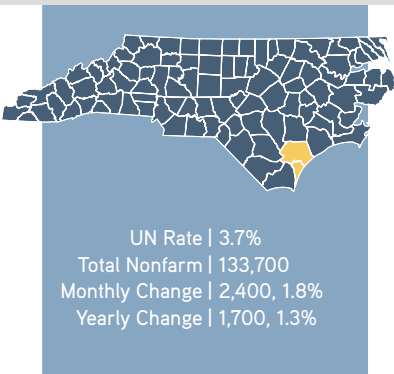 UN Rate | 3.7%
Total Nonfarm | 133,700
Monthly Change | 2,400, 1.8%
Yearly Change | 1,700, 1.3%